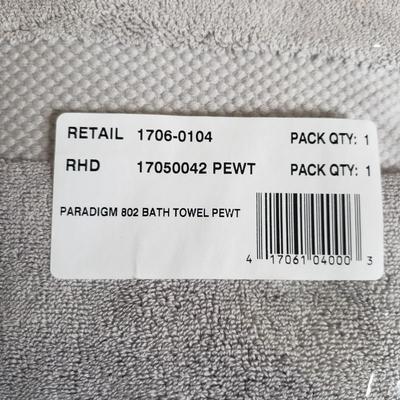 RETAIL 1706-0104 PACK QTY: 1
RHD 17050042 PEWT PACK QTY: 1
PARADIGM 802 BATH TOWEL PEWT
4 17061 04000 3